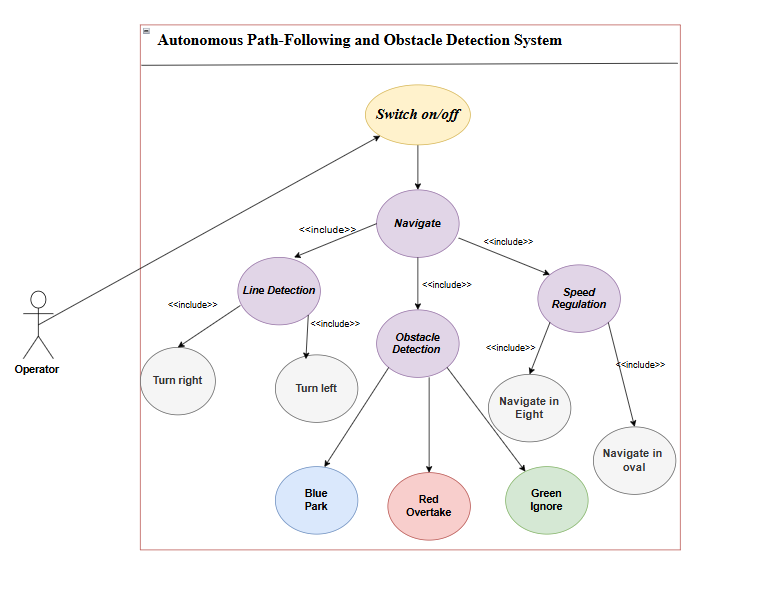 Autonomous Path-Following and Obstacle Detection System
Switch on/off
Navigate
<<include>>
<<include>>
<<include>>
Line Detection
Speed
Regulation
<<include>>
<<include>>
Obstacle
Detection
<<include>>
<<include>>
Operator
Turn right
Turn left
Navigate in
Eight
Navigate in
oval
Blue
Park
Red
Overtake
Green
Ignore